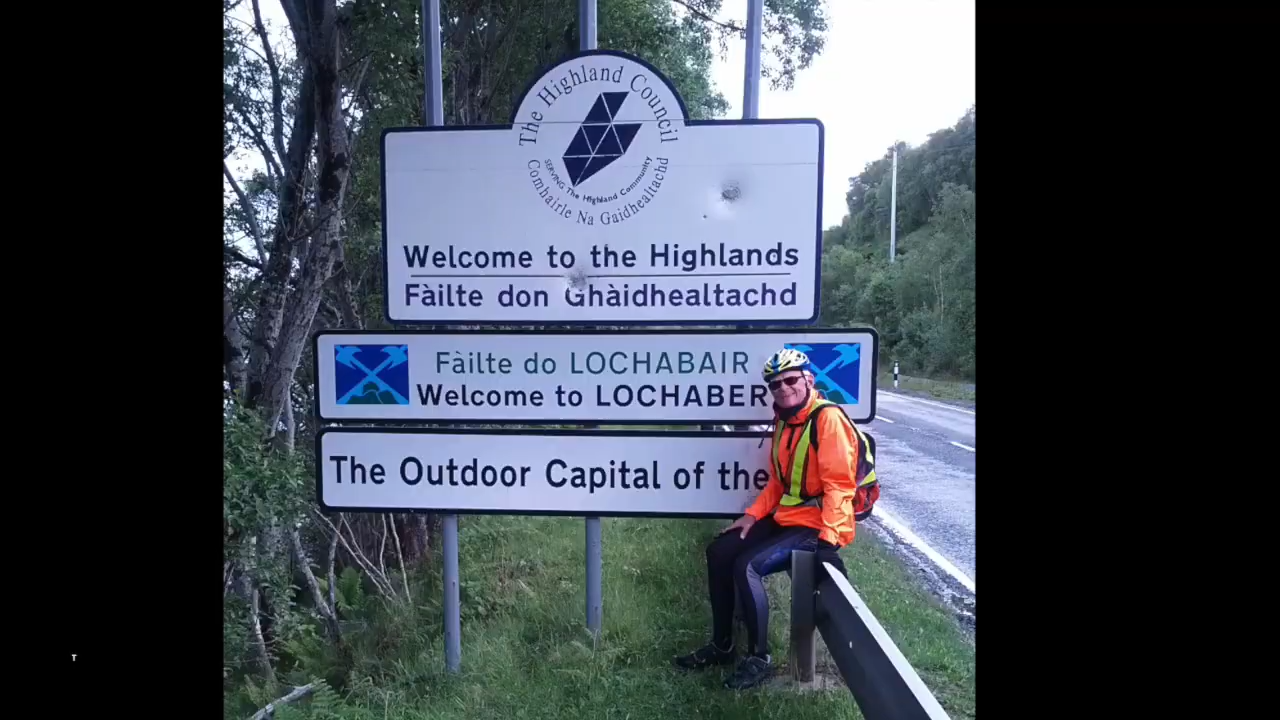 The Highland Council
SERVING The Highland Community
Comhairle Na Gaidhealtachd
Welcome to the Highlands
Fàilte don Ghàidhealtachd
Fàilte do LOCHABAIR
Welcome to LOCHABER
The Outdoor Capital of the
T